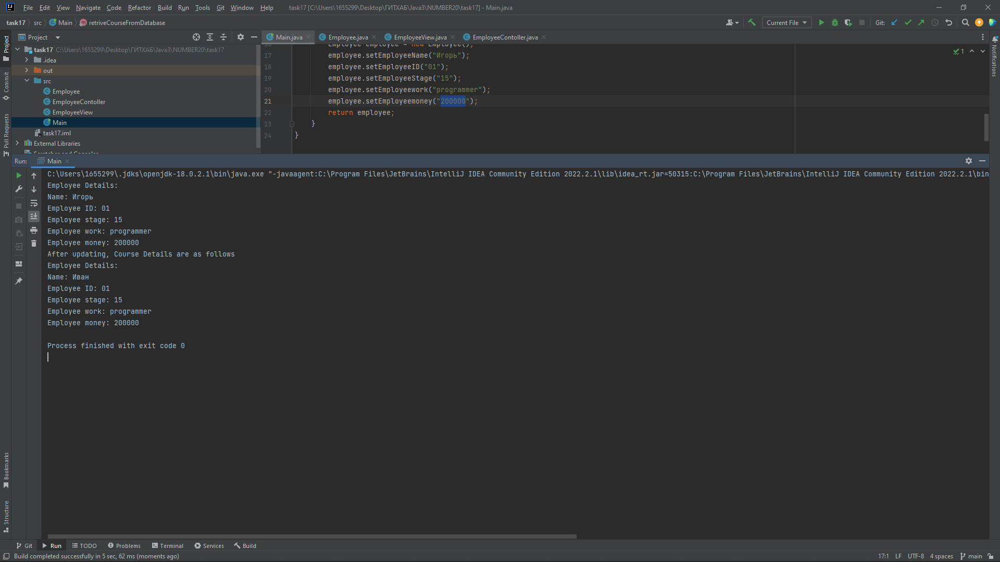 File Edit View Navigate Code Refactor Build Run Tools Git Window Help task17 [C:\Users\1655299\Desktop\ГИТХАБ\Java3\NUMBER20\task17] - Main.java
task17 src Main retriveCourseFromDatabase Current File Git:
Project Main.java Employee.java EmployeeView.java EmployeeContoller.java
task17 C:\Users\1655299\Desktop\ГИТХАБ\Java3\NUMBER20\task17
.idea
out
src
Employee
EmployeeContoller
EmployeeView
Main
task17.iml
External Libraries
Scratches and Consoles
16 Employee employee = new Employee();
17 employee.setEmployeeName("Игорь");
18 employee.setEmployeeID("01");
19 employee.setEmployeeStage("15");
20 employee.setEmployeework("programmer");
21 employee.setEmployeemoney("200000");
22 return employee;
23 }
24 }
1
Project
Commit
Pull Requests
Bookmarks
Structure
Notifications
Run: Main
C:\Users\1655299\.jdks\openjdk-18.0.2.1\bin\java.exe "-javaagent:C:\Program Files\JetBrains\IntelliJ IDEA Community Edition 2022.2.1\lib\idea_rt.jar=50315:C:\Program Files\JetBrains\IntelliJ IDEA Community Edition 2022.2.1\bin
Employee Details:
Name: Игорь
Employee ID: 01
Employee stage: 15
Employee work: programmer
Employee money: 200000
After updating, Course Details are as follows
Employee Details:
Name: Иван
Employee ID: 01
Employee stage: 15
Employee work: programmer
Employee money: 200000
Process finished with exit code 0
Git Run TODO Problems Terminal Services Build
Build completed successfully in 5 sec, 62 ms (moments ago) 17:1 LF UTF-8 4 spaces main